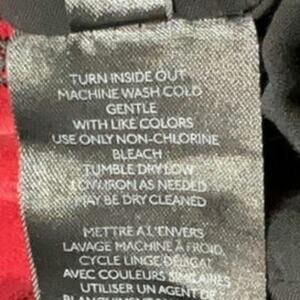 TURN INSIDE OUT
MACHINE WASH COLD
GENTLE
WITH LIKE COLORS
USE ONLY NON-CHLORINE
BLEACH
TUMBLE DRY LOW
LOW IRON AS NEEDED
MAY BE DRY CLEANED
METTRE A L'ENVERS
LAVAGE MACHINE A FROID,
CYCLE LINGE DELICAT
AVEC COULEURS SIMILAIRES
UTILISER UN AGENT DE